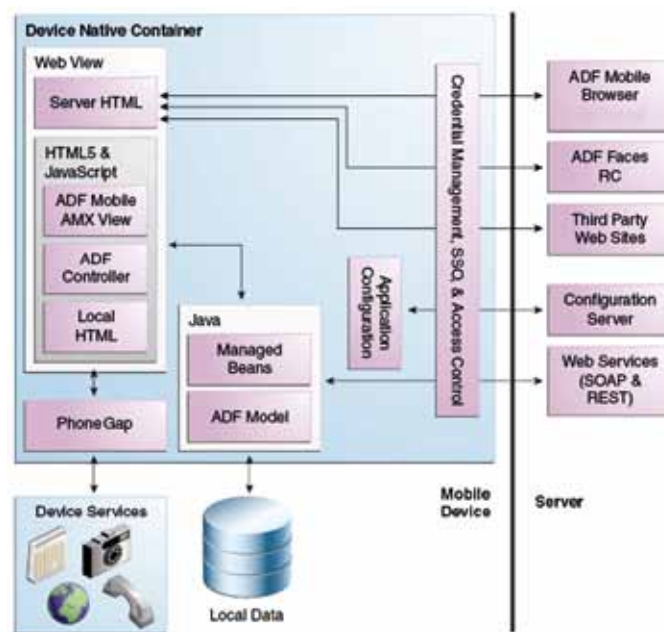 Device Native Container
Web View
Server HTML
HTML5 &
JavaScript
ADF Mobile
AMX View
ADF
Controller
Local
HTML
PhoneGap
Java
Managed
Beans
ADF Model
Application
Configuration
Credential Management, SSO, & Access Control
ADF Mobile
Browser
ADF Faces
RC
Third Party
Web Sites
Configuration
Server
Web Services
(SOAP &
REST)
Device Services
Local Data
Mobile
Device
Server